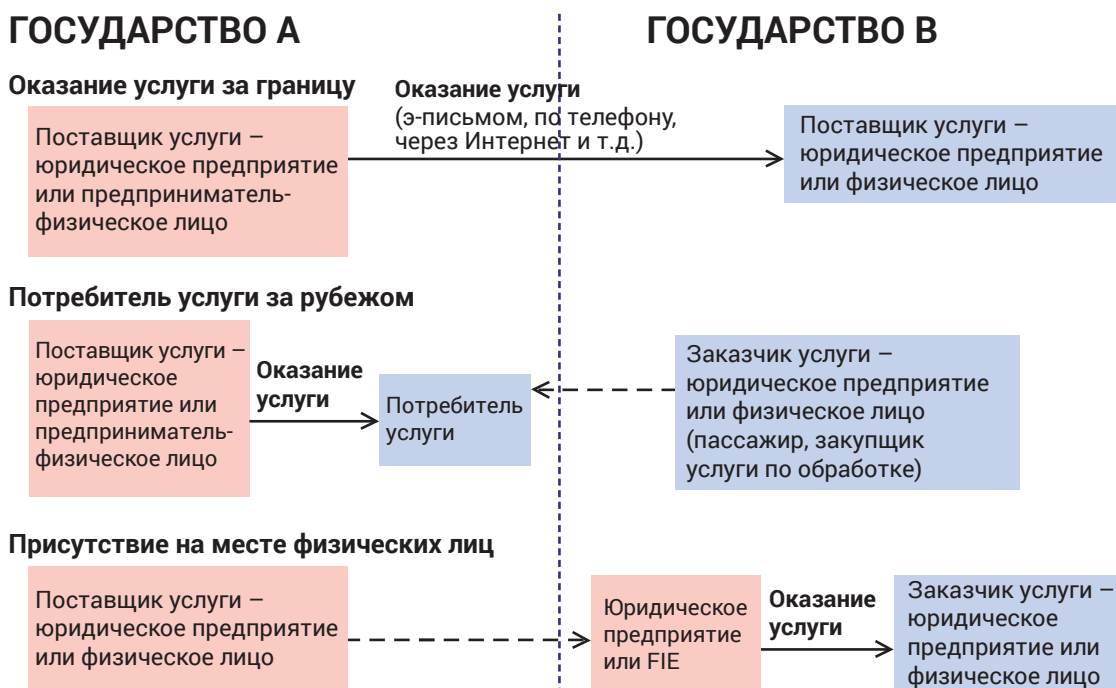 ГОСУДАРСТВО А
ГОСУДАРСТВО В
Оказание услуги за границу
Поставщик услуги –
юридическое предприятие
или предприниматель-
физическое лицо
Оказание услуги
(э-письмом, по телефону,
через Интернет и т.д.)
Поставщик услуги –
юридическое предприятие
или физическое лицо
Потребитель услуги за рубежом
Поставщик услуги –
юридическое
предприятие или
предприниматель-
физическое лицо
Оказание
услуги
Потребитель
услуги
Заказчик услуги –
юридическое предприятие
или физическое лицо
(пассажир, закупщик
услуги по обработке)
Присутствие на месте физических лиц
Поставщик услуги –
юридическое предприятие
или физическое лицо
Юридическое
предприятие
или FIE
Оказание
услуги
Заказчик услуги –
юридическое
предприятие или
физическое лицо